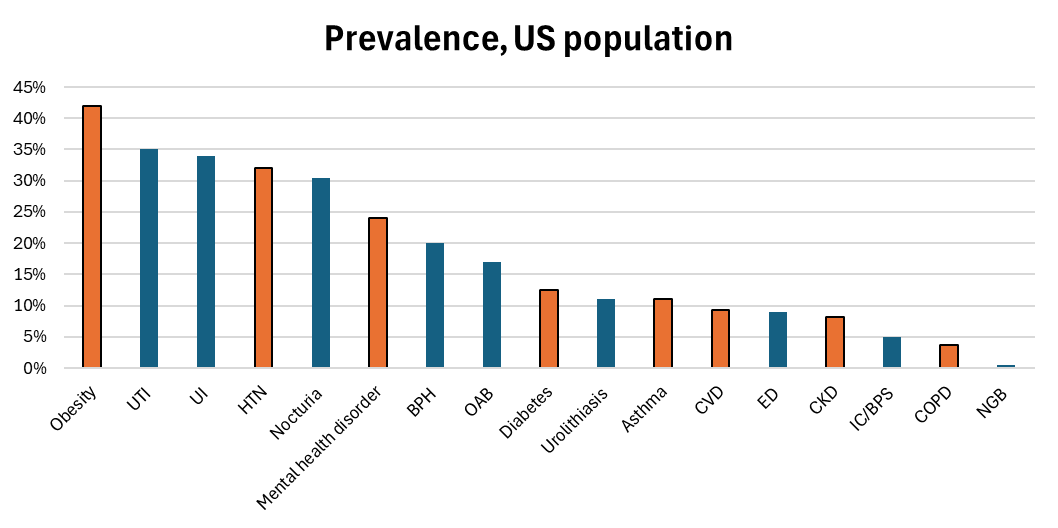 Prevalence, US population
45%
40%
35%
30%
25%
20%
15%
10%
5%
0%
Obesity
UTI
UI
HTN
Nocturia
Mental health disorder
BPH
OAB
Diabetes
Urolithiasis
Asthma
CVD
ED
CKD
IC/BPS
COPD
NGB